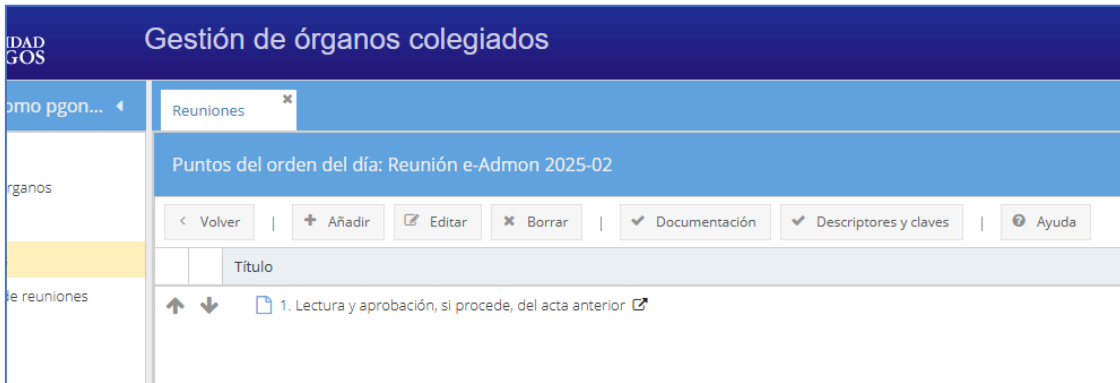 IDAD
GOS
Gestión de órganos colegiados
omo pgon...
Reuniones
Puntos del orden del día: Reunión e-Admon 2025-02
rganos
Volver | Añadir Editar Borrar | Documentación Descriptores y claves | Ayuda
Título
de reuniones
1. Lectura y aprobación, si procede, del acta anterior